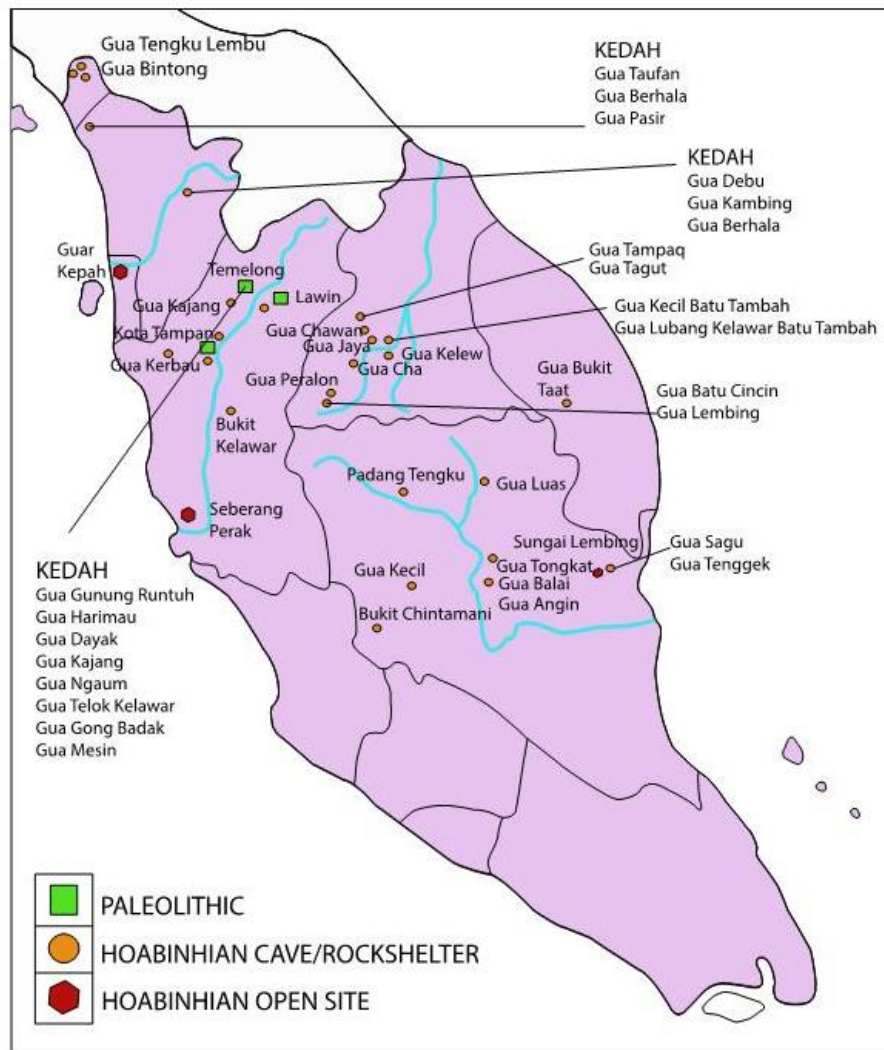 Gua Tengku Lembu
Gua Bintong
KEDAH
Gua Taufan
Gua Berhala
Gua Pasir
KEDAH
Gua Debu
Gua Kambing
Gua Berhala
Guar
Kepah
Temelong
Lawin
Gua Kajang
Kota Tampan
Gua Kerbau
Gua Tampaq
Gua Tagut
Gua Chawan
Gua Jaya
Gua Kecil Batu Tambah
Gua Lubang Kelawar Batu Tambah
Gua Kelew
Gua Cha
Gua Peralon
Gua Bukit
Taat
Gua Batu Cincin
Gua Lembing
Bukit
Kelawar
Padang Tengku
Gua Luas
Seberang
Perak
Sungai Lembing
Gua Tongkat
Gua Balai
Gua Angin
Gua Sagu
Gua Tenggek
Gua Kecil
Bukit Chintamani
KEDAH
Gua Gunung Runtuh
Gua Harimau
Gua Dayak
Gua Kajang
Gua Ngaum
Gua Telok Kelawar
Gua Gong Badak
Gua Mesin
PALEOLITHIC
HOABINHIAN CAVE/ROCKSHELTER
HOABINHIAN OPEN SITE